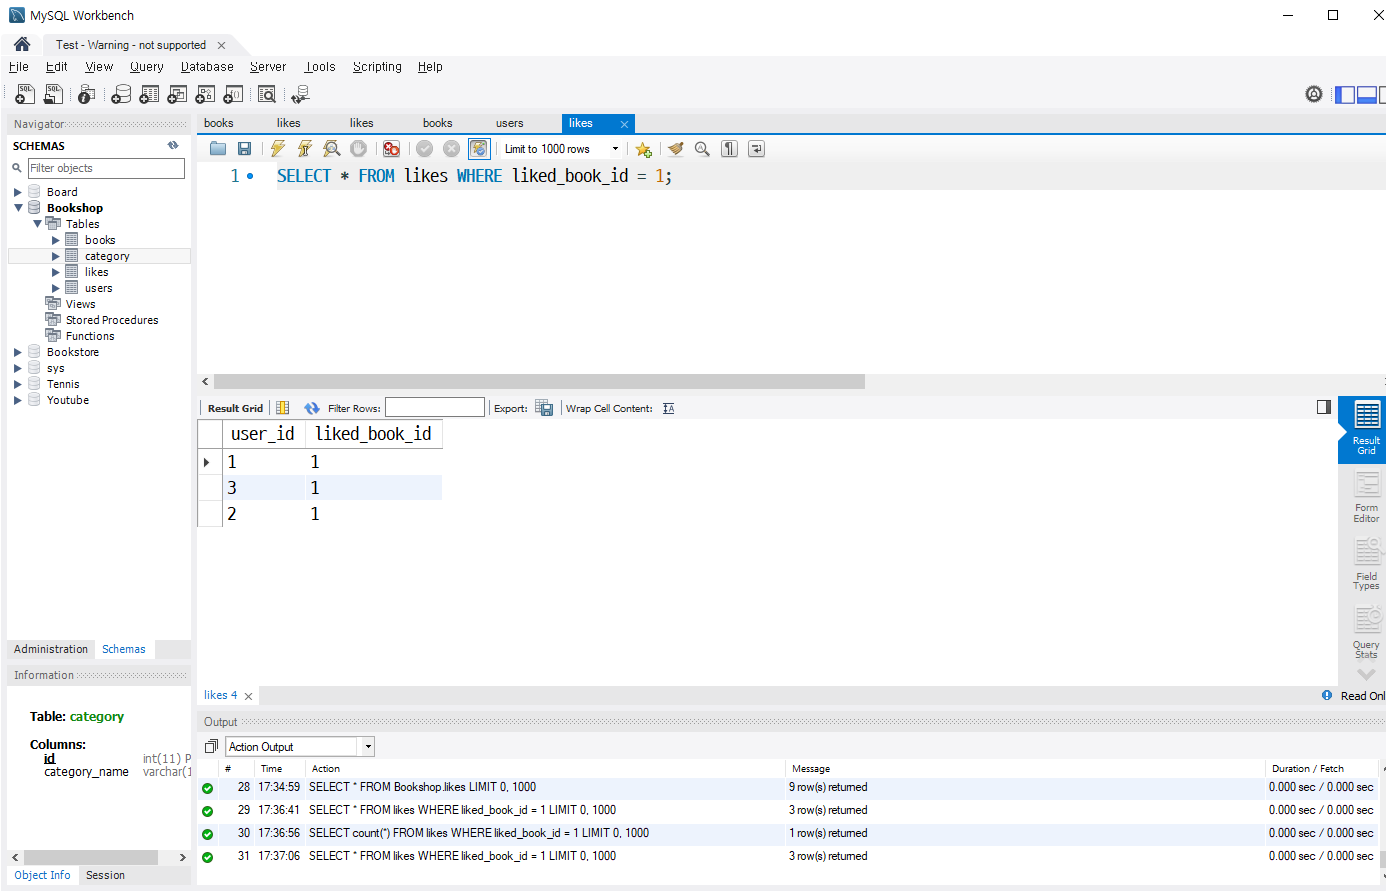 MySQL Workbench
Test - Warning - not supported
File Edit View Query Database Server Tools Scripting Help
Navigator
SCHEMAS
Filter objects
Board
Bookshop
Tables
books
category
likes
users
Views
Stored Procedures
Functions
Bookstore
sys
Tennis
Youtube
Administration Schemas
Information
Table: category
Columns:
id int(11) P
category_name varchar(1
Object Info Session
books likes likes books users likes
Limit to 1000 rows
1 SELECT * FROM likes WHERE liked_book_id = 1;
Result Grid Filter Rows: Export: Wrap Cell Content:
user_id liked_book_id
1 1
3 1
2 1
Result
Grid
Form
Editor
Field
Types
Query
Stats
likes 4
Read Onl
Output
Action Output
# Time Action Message Duration / Fetch
28 17:34:59 SELECT * FROM Bookshop.likes LIMIT 0, 1000 9 row(s) returned 0.000 sec / 0.000 sec
29 17:36:41 SELECT * FROM likes WHERE liked_book_id = 1 LIMIT 0, 1000 3 row(s) returned 0.000 sec / 0.000 sec
30 17:36:56 SELECT count(*) FROM likes WHERE liked_book_id = 1 LIMIT 0, 1000 1 row(s) returned 0.000 sec / 0.000 sec
31 17:37:06 SELECT * FROM likes WHERE liked_book_id = 1 LIMIT 0, 1000 3 row(s) returned 0.000 sec / 0.000 sec